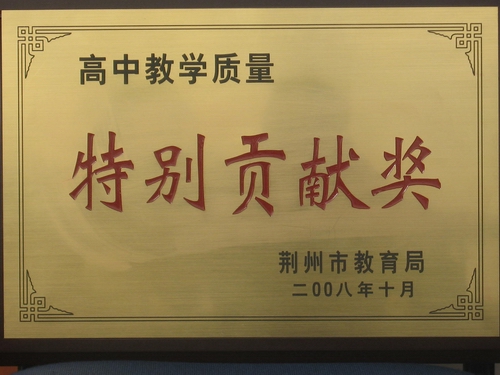 高中教学质量
特别贡献奖
荆州市教育局
二00八年十月